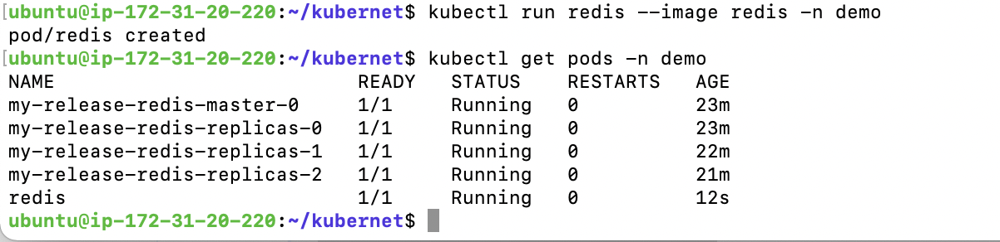 [ubuntu@ip-172-31-20-220:~/kubernet$ kubectl run redis --image redis -n demo
pod/redis created
[ubuntu@ip-172-31-20-220:~/kubernet$ kubectl get pods -n demo
NAME                          READY   STATUS    RESTARTS   AGE
my-release-redis-master-0     1/1     Running   0          23m
my-release-redis-replicas-0   1/1     Running   0          23m
my-release-redis-replicas-1   1/1     Running   0          22m
my-release-redis-replicas-2   1/1     Running   0          21m
redis                         1/1     Running   0          12s
ubuntu@ip-172-31-20-220:~/kubernet$